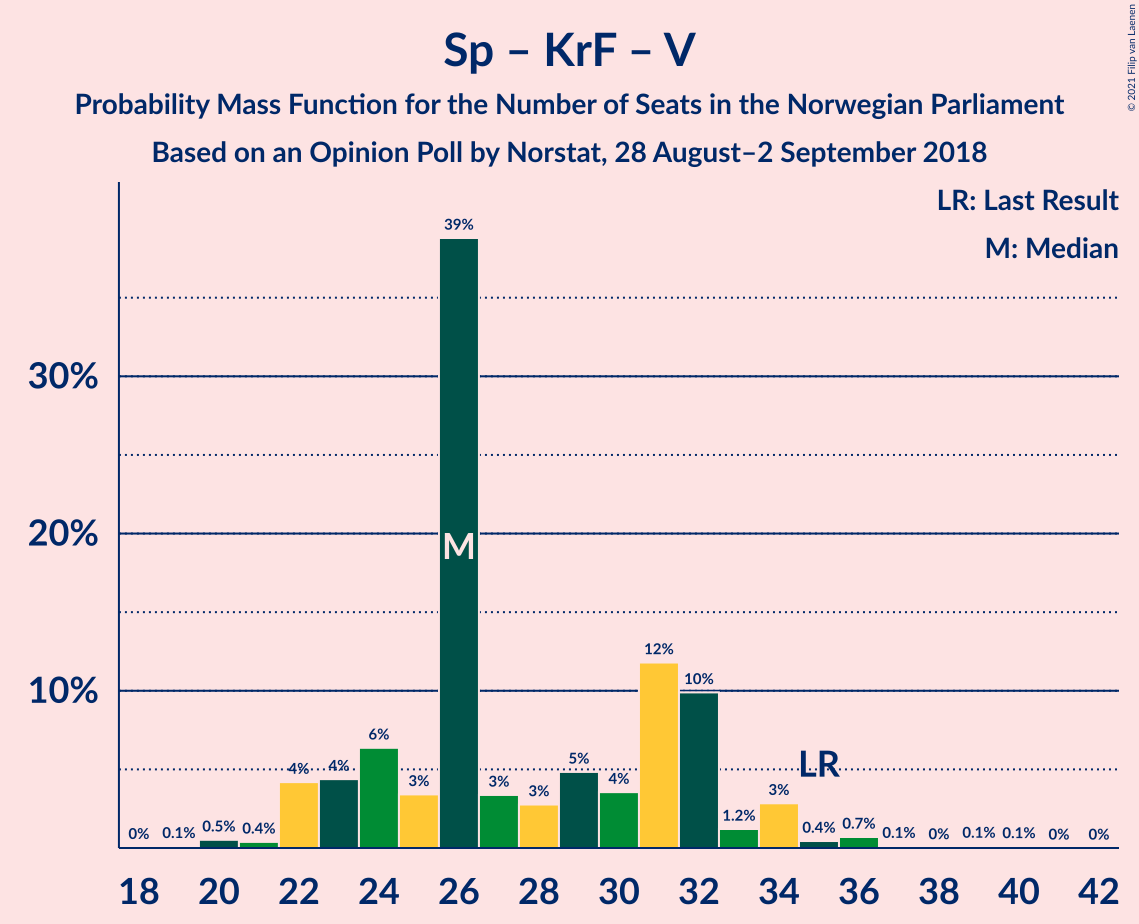 Sp – KrF – V
Probability Mass Function for the Number of Seats in the Norwegian Parliament
Based on an Opinion Poll by Norstat, 28 August–2 September 2018
© 2021 Filip van Laenen
LR: Last Result
M: Median
39%
30%
20%
M
12%
10%
10%
6%
LR
4% 4% 3% 3% 3% 5% 4% 3%
0% 0.1% 0.5% 0.4% 1.2% 0.4% 0.7% 0.1% 0% 0.1% 0.1% 0% 0%
18 20 22 24 26 28 30 32 34 36 38 40 42